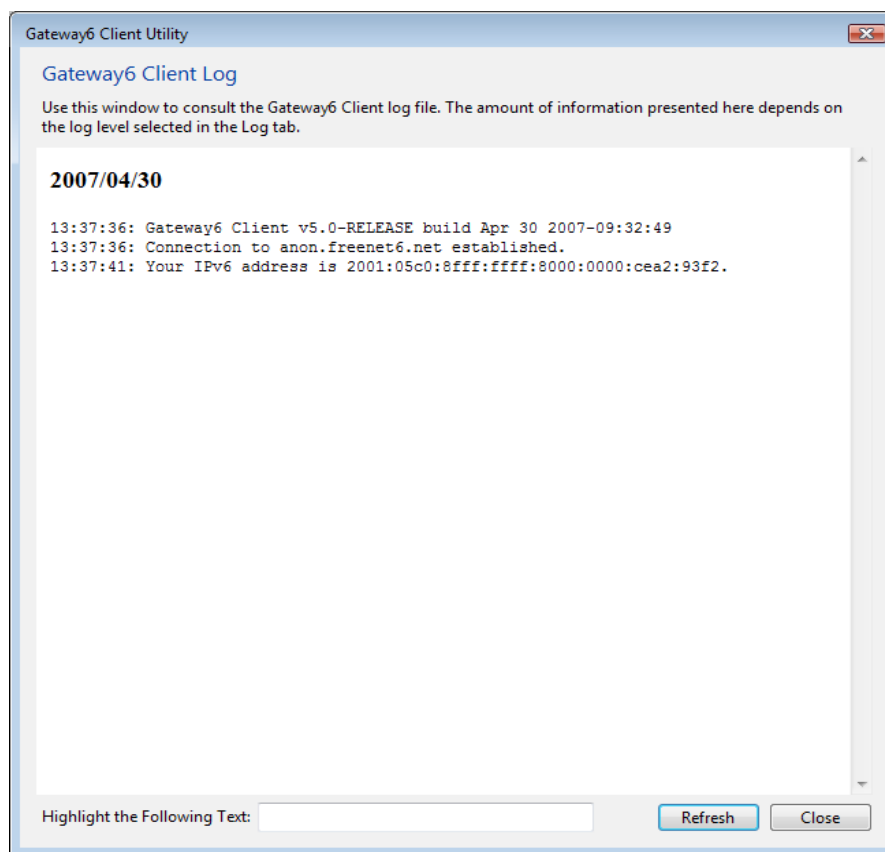 Gateway6 Client Utility
Gateway6 Client Log
Use this window to consult the Gateway6 Client log file. The amount of information presented here depends on
the log level selected in the Log tab.
2007/04/30
13:37:36: Gateway6 Client v5.0-RELEASE build Apr 30 2007-09:32:49
13:37:36: Connection to anon.freenet6.net established.
13:37:41: Your IPv6 address is 2001:05c0:8fff:ffff:8000:0000:cea2:93f2.
Highlight the Following Text:
Refresh
Close